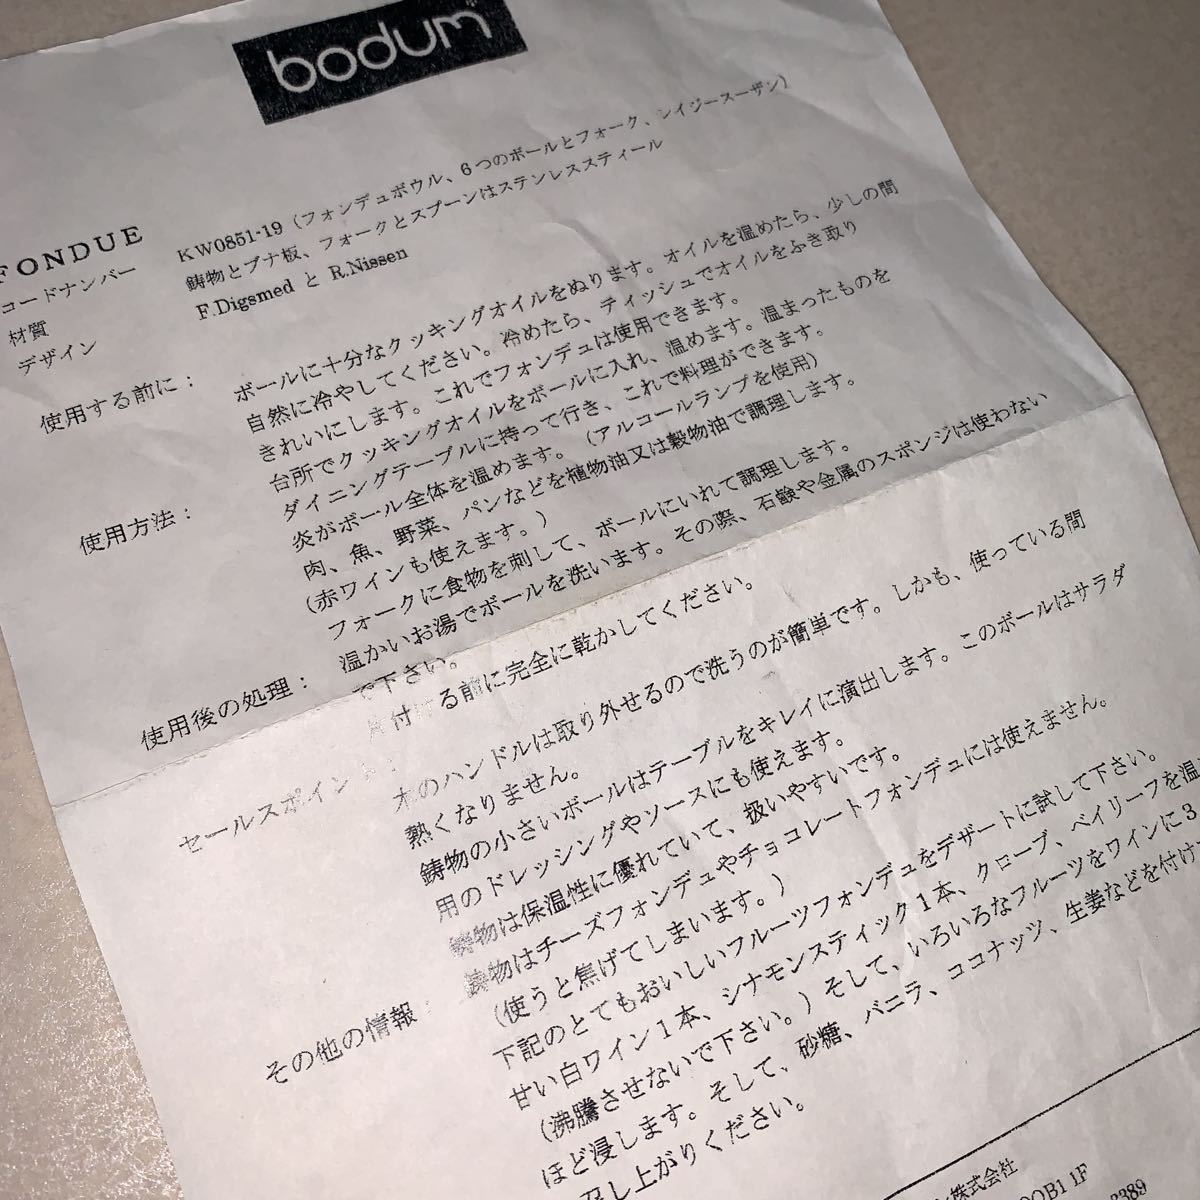 bodum
FONDUE
コードナンバー KW0851-19（フォンデュボウル、6つのボールとフォーク、レイジースーザン）
材質 鋳物とブナ板、フォークとスプーンはステンレススティール
デザイン F.Digsmed と R.Nissen
使用する前に： ボールに十分なクッキングオイルをぬります。オイルを温めたら、少しの間
自然に冷やしてください。冷めたら、ティッシュでオイルをふき取り
きれいにします。これでフォンデュは使用できます。
使用方法： 台所でクッキングオイルをボールに入れ、温めます。温まったものを
ダイニングテーブルに持って行き、これで料理ができます。
炎がボール全体を温めます。（アルコールランプを使用）
肉、魚、野菜、パンなどを植物油又は穀物油で調理します。
（赤ワインも使えます。）
フォークに食物を刺して、ボールにいれて調理します。
使用後の処理： 温かいお湯でボールを洗います。その際、石鹸や金属のスポンジは使わない
で下さい。
片付ける前に完全に乾かしてください。
セールスポイント： 木のハンドルは取り外せるので洗うのが簡単です。しかも、使っている間
熱くなりません。
鋳物の小さいボールはテーブルをキレイに演出します。このボールはサラダ
用のドレッシングやソースにも使えます。
鋳物は保温性に優れていて、扱いやすいです。
その他の情報： 鋳物はチーズフォンデュやチョコレートフォンデュには使えません。
（使うと焦げてしまいます。）
下記のとてもおいしいフルーツフォンデュをデザートに試して下さい。
甘い白ワイン1本、シナモンスティック1本、クローブ、ベイリーフを温
（沸騰させないで下さい。）そして、いろいろなフルーツをワインに3
ほど浸します。そして、砂糖、バニラ、ココナッツ、生姜などを付けて
召し上がりください。
株式会社
OB1 1F
3389